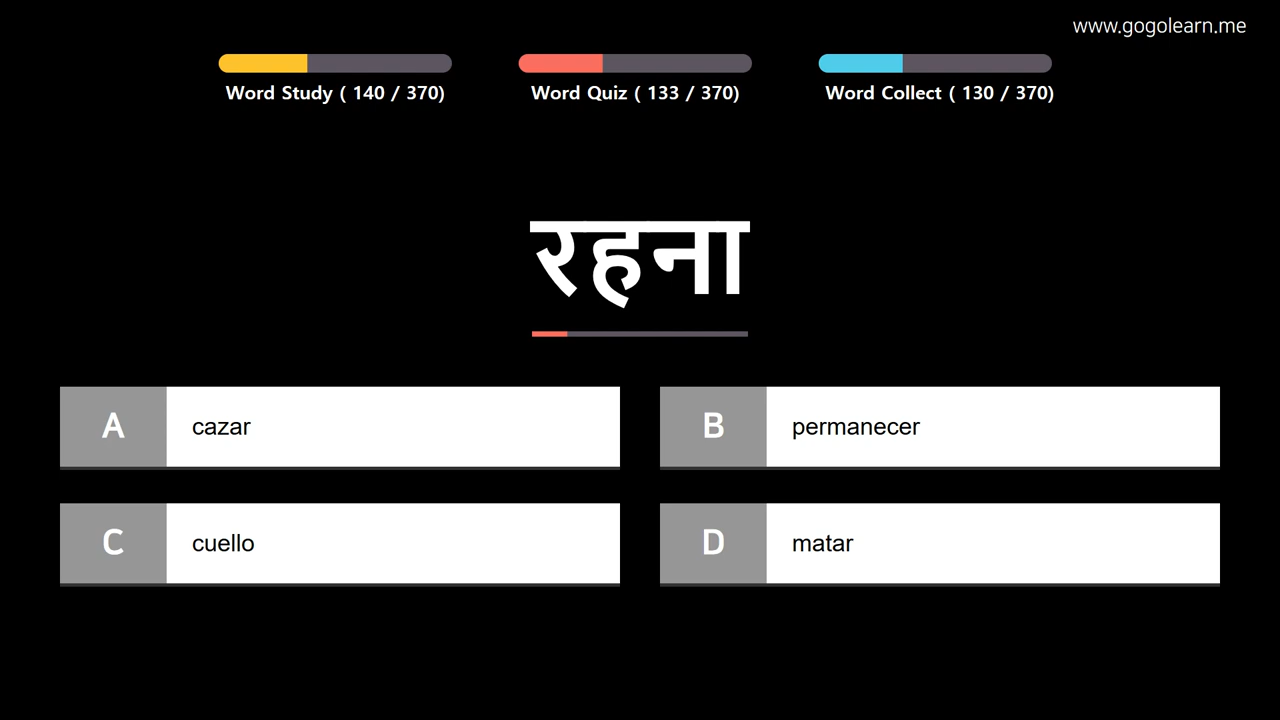 www.gogolearn.me
Word Study ( 140 / 370)
Word Quiz ( 133 / 370)
Word Collect ( 130 / 370)
रहना
A cazar
B permanecer
C cuello
D matar